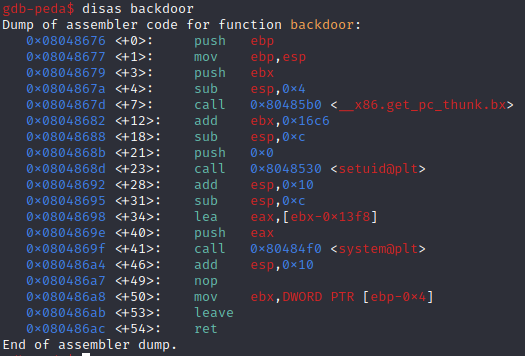 gdb-peda$ disas backdoor
Dump of assembler code for function backdoor:
0×08048676 <+0>: push ebp
0×08048677 <+1>: mov ebp,esp
0×08048679 <+3>: push ebx
0×0804867a <+4>: sub esp,0×4
0×0804867d <+7>: call 0×80485b0 <__x86.get_pc_thunk.bx>
0×08048682 <+12>: add ebx,0×16c6
0×08048688 <+18>: sub esp,0×c
0×0804868b <+21>: push 0×0
0×0804868d <+23>: call 0×8048530 <setuid@plt>
0×08048692 <+28>: add esp,0×10
0×08048695 <+31>: sub esp,0×c
0×08048698 <+34>: lea eax,[ebx-0×13f8]
0×0804869e <+40>: push eax
0×0804869f <+41>: call 0×80484f0 <system@plt>
0×080486a4 <+46>: add esp,0×10
0×080486a7 <+49>: nop
0×080486a8 <+50>: mov ebx,DWORD PTR [ebp-0×4]
0×080486ab <+53>: leave
0×080486ac <+54>: ret
End of assembler dump.